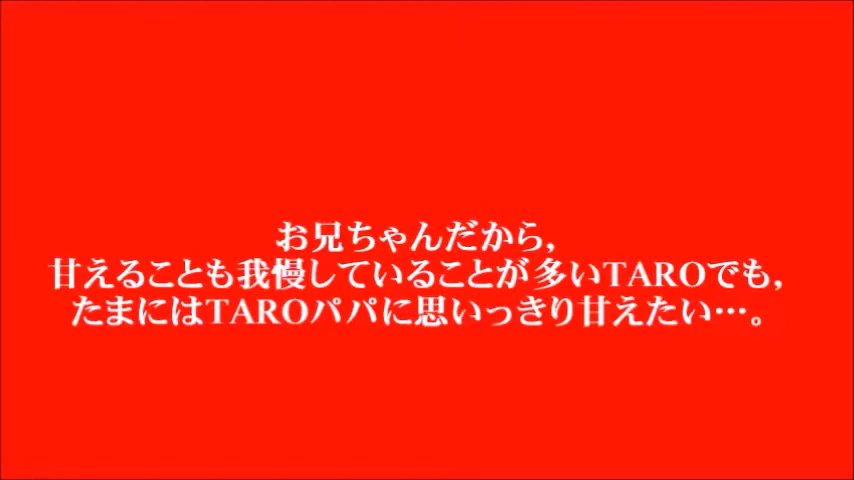 お兄ちゃんだから,
甘えることも我慢していることが多いTAROでも,
たまにはTAROパパに思いっきり甘えたい…。